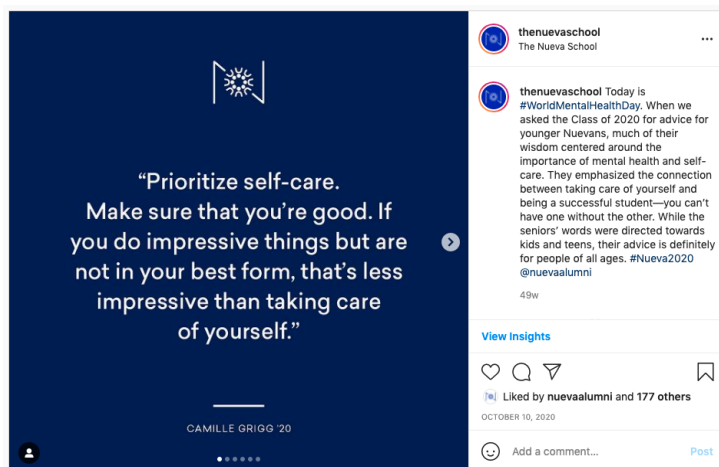 “Prioritize self-care.
Make sure that you’re good. If
you do impressive things but are
not in your best form, that’s less
impressive than taking care
of yourself.”
CAMILLE GRIGG '20
thenuevaschool
The Nueva School
thenuevaschool Today is
#WorldMentalHealthDay. When we
asked the Class of 2020 for advice for
younger Nuevans, much of their
wisdom centered around the
importance of mental health and self-
care. They emphasized the connection
between taking care of yourself and
being a successful student—you can't
have one without the other. While the
seniors' words were directed towards
kids and teens, their advice is definitely
for people of all ages. #Nueva2020
@nuevaalumni
49w
View Insights
Liked by nuevaalumni and 177 others
OCTOBER 10, 2020
Add a comment...
Post